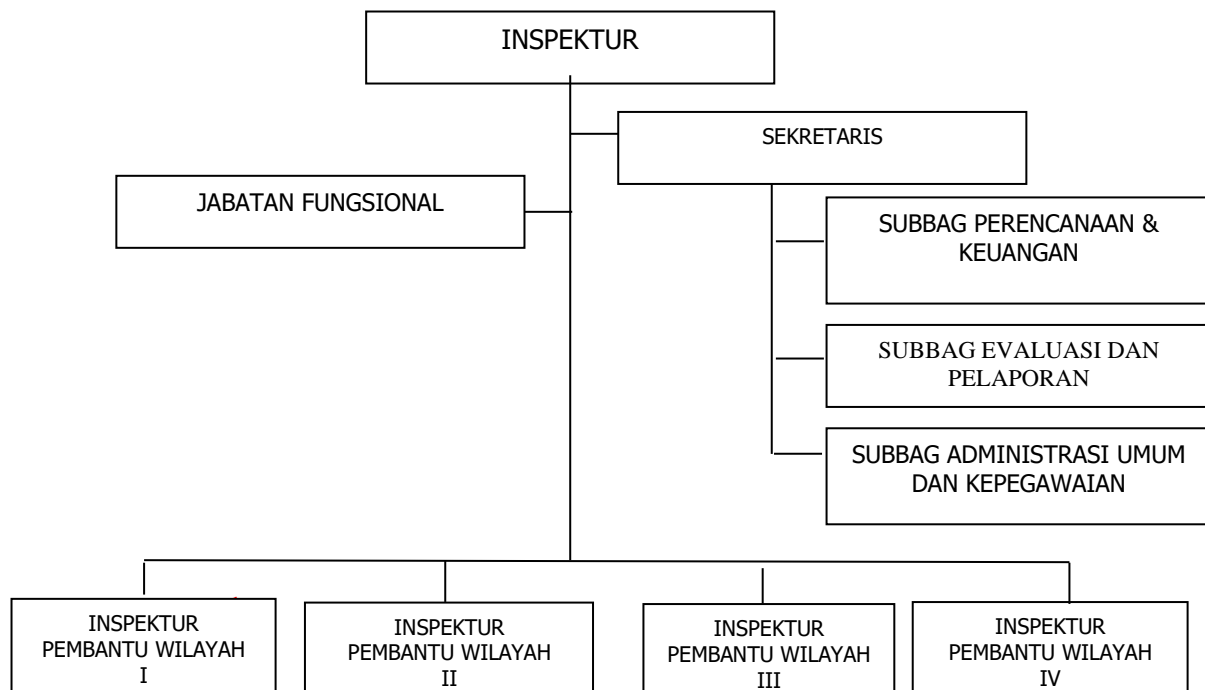 INSPEKTUR
SEKRETARIS
JABATAN FUNGSIONAL
SUBBAG PERENCANAAN &
KEUANGAN
SUBBAG EVALUASI DAN
PELAPORAN
SUBBAG ADMINISTRASI UMUM
DAN KEPEGAWAIAN
INSPEKTUR
PEMBANTU WILAYAH
I
INSPEKTUR
PEMBANTU WILAYAH
II
INSPEKTUR
PEMBANTU WILAYAH
III
INSPEKTUR
PEMBANTU WILAYAH
IV